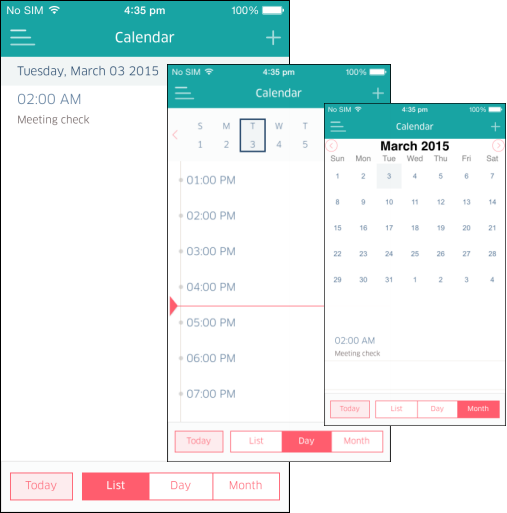 No SIM 4:35 pm 100%
Calendar +
Tuesday, March 03 2015
02:00 AM
Meeting check
Today List Day Month
No SIM 4:35 pm 100%
Calendar +
S M T W T
1 2 3 4 5
01:00 PM
02:00 PM
03:00 PM
04:00 PM
05:00 PM
06:00 PM
07:00 PM
Today List Day Month
No SIM 4:35 pm 100%
Calendar +
March 2015
Sun Mon Tue Wed Thu Fri Sat
1 2 3 4 5 6 7
8 9 10 11 12 13 14
15 16 17 18 19 20 21
22 23 24 25 26 27 28
29 30 31 1 2 3 4
02:00 AM
Meeting check
Today List Day Month